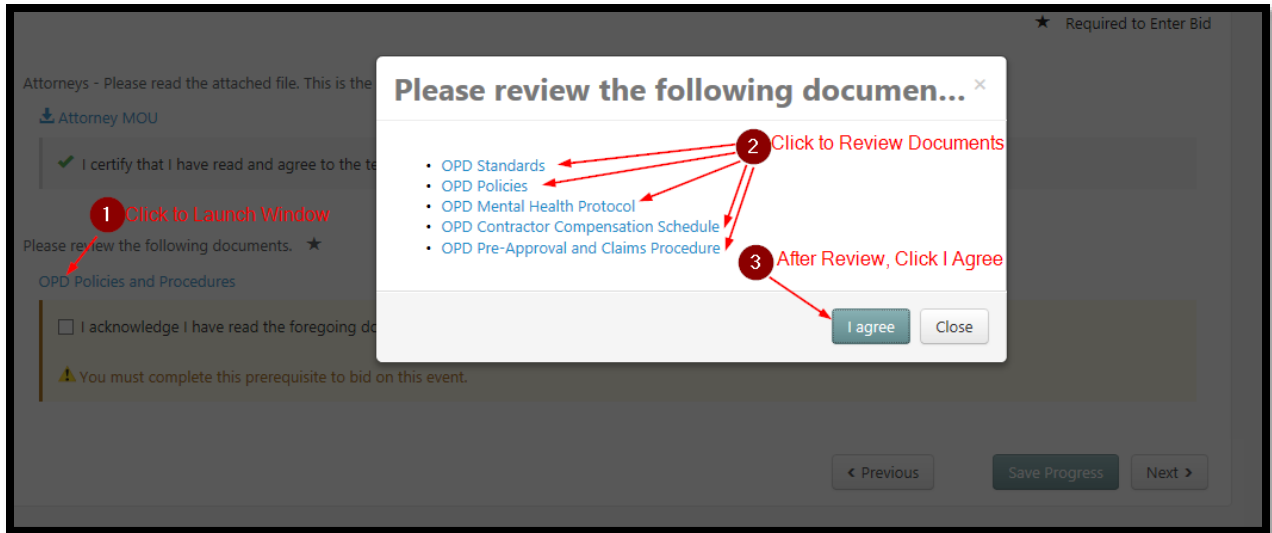 ★ Required to Enter Bid
Attorneys - Please read the attached file. This is the
Please review the following documen... ×
Attorney MOU
2 Click to Review Documents
✔ I certify that I have read and agree to the te
• OPD Standards
• OPD Policies
• OPD Mental Health Protocol
• OPD Contractor Compensation Schedule
• OPD Pre-Approval and Claims Procedure
1 Click to Launch Window
Please review the following documents. ★
3 After Review, Click I Agree
OPD Policies and Procedures
I acknowledge I have read the foregoing do
I agree
Close
You must complete this prerequisite to bid on this event.
Previous
Save Progress
Next